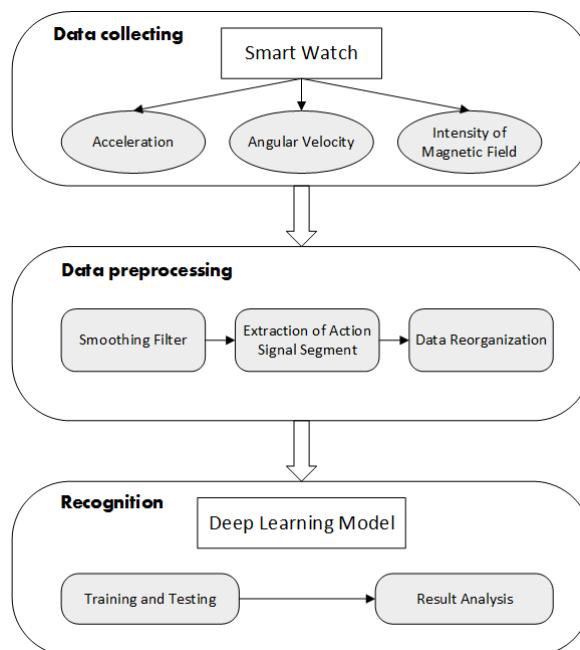 Data collecting
Smart Watch
Acceleration
Angular Velocity
Intensity of
Magnetic Field
Data preprocessing
Smoothing Filter
Extraction of Action
Signal Segment
Data Reorganization
Recognition
Deep Learning Model
Training and Testing
Result Analysis